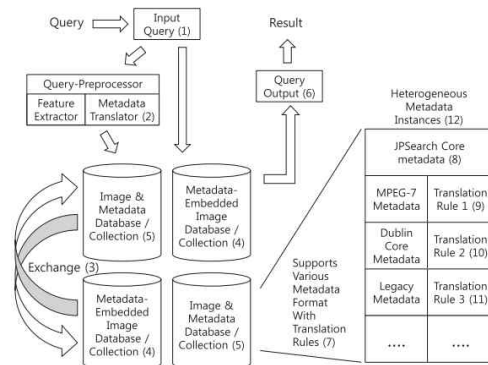 Query
Input
Query (1)
Result
Query-Preprocessor
Feature
Extractor
Metadata
Translator (2)
Query
Output (6)
Heterogeneous
Metadata
Instances (12)
JPSearch Core
metadata (8)
MPEG-7
Metadata
Translation
Rule 1 (9)
Dublin
Core
Metadata
Translation
Rule 2 (10)
Legacy
Metadata
Translation
Rule 3 (11)
....
....
Image &
Metadata
Database /
Collection (5)
Metadata-
Embedded
Image
Database /
Collection (4)
Exchange (3)
Metadata-
Embedded
Image
Database /
Collection (4)
Image &
Metadata
Database /
Collection (5)
Supports
Various
Metadata
Format
With
Translation
Rules (7)